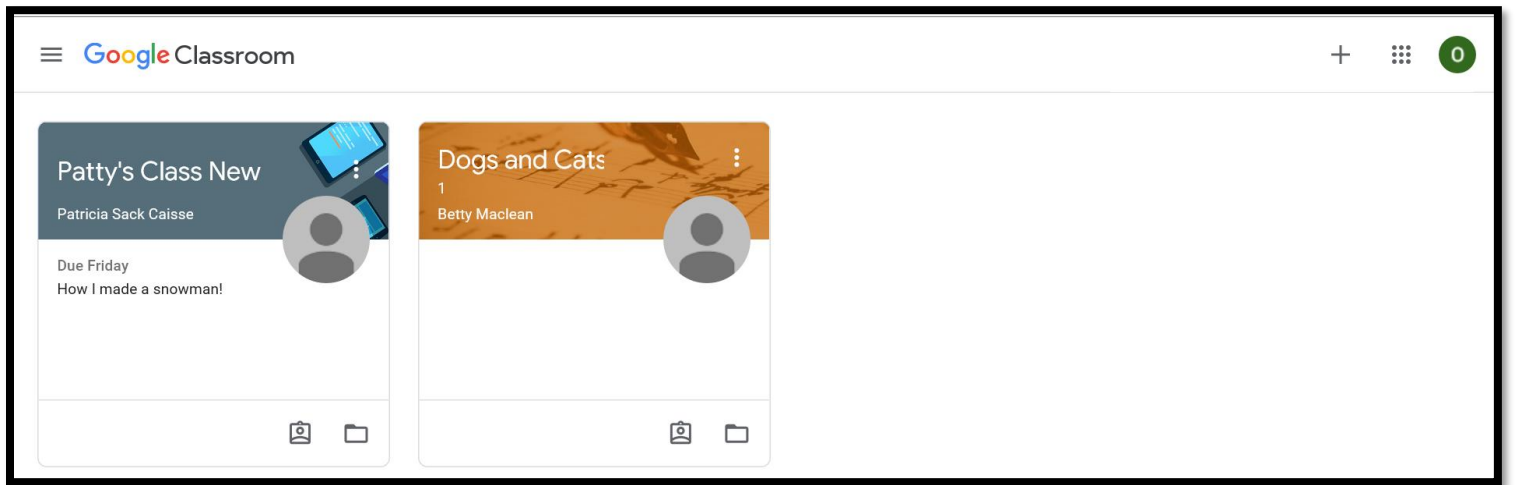 Google Classroom
O
Patty's Class New
Patricia Sack Caisse
Due Friday
How I made a snowman!
Dogs and Cats
1
Betty Maclean